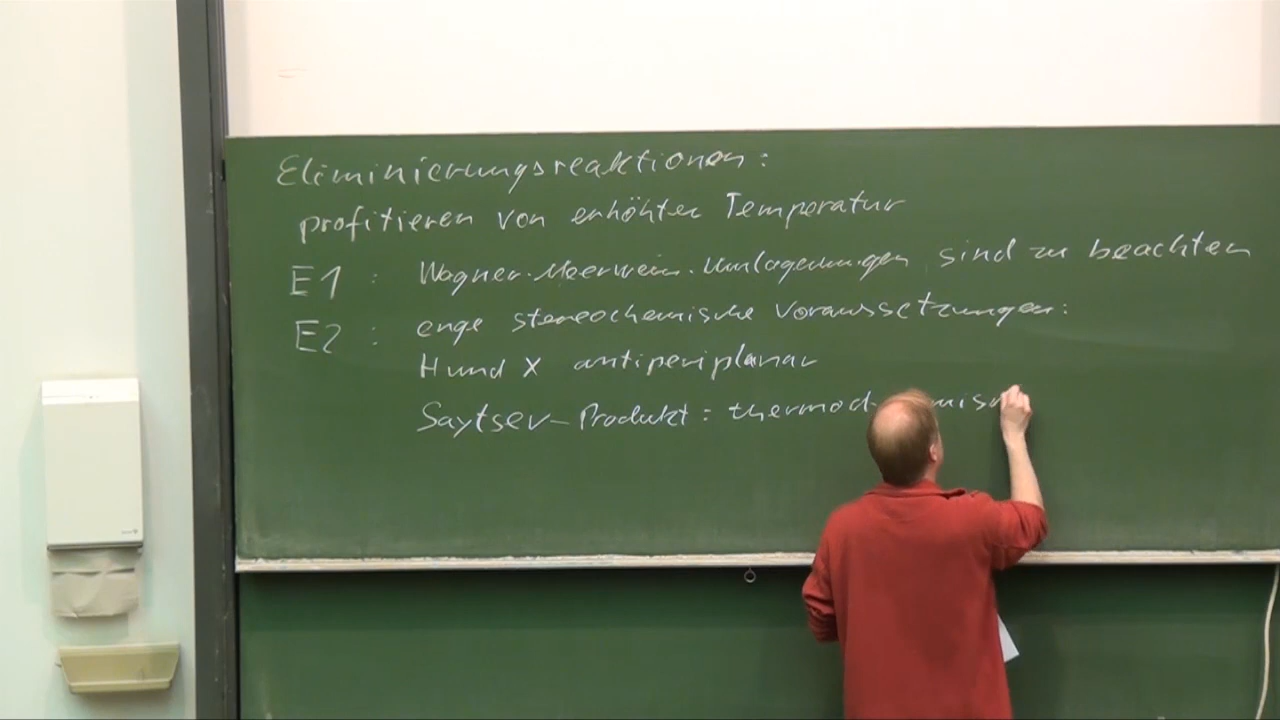 Eliminierungsreaktionen:
profitieren von erhöhter Temperatur
E1 : Wagner-Meerwein-Umlagerungen sind zu beachten
E2 : enge stereochemische Voraussetzungen:
H und X antiperiplanar
Saytsev-Produkt: thermoch